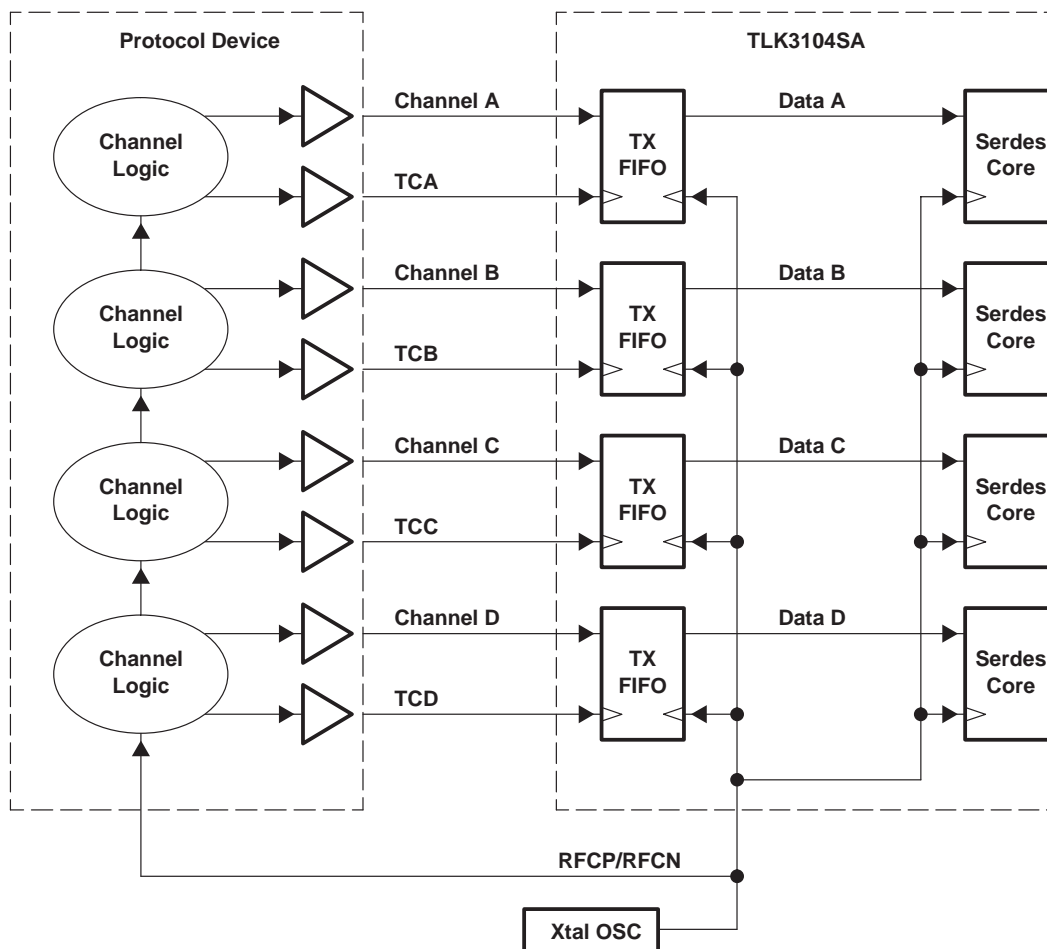 Protocol Device
TLK3104SA
Channel A
Data A
Channel
Logic
TX
FIFO
Serdes
Core
TCA
Channel B
Data B
Channel
Logic
TX
FIFO
Serdes
Core
TCB
Channel C
Data C
Channel
Logic
TX
FIFO
Serdes
Core
TCC
Channel D
Data D
Channel
Logic
TX
FIFO
Serdes
Core
TCD
RFCP/RFCN
Xtal OSC